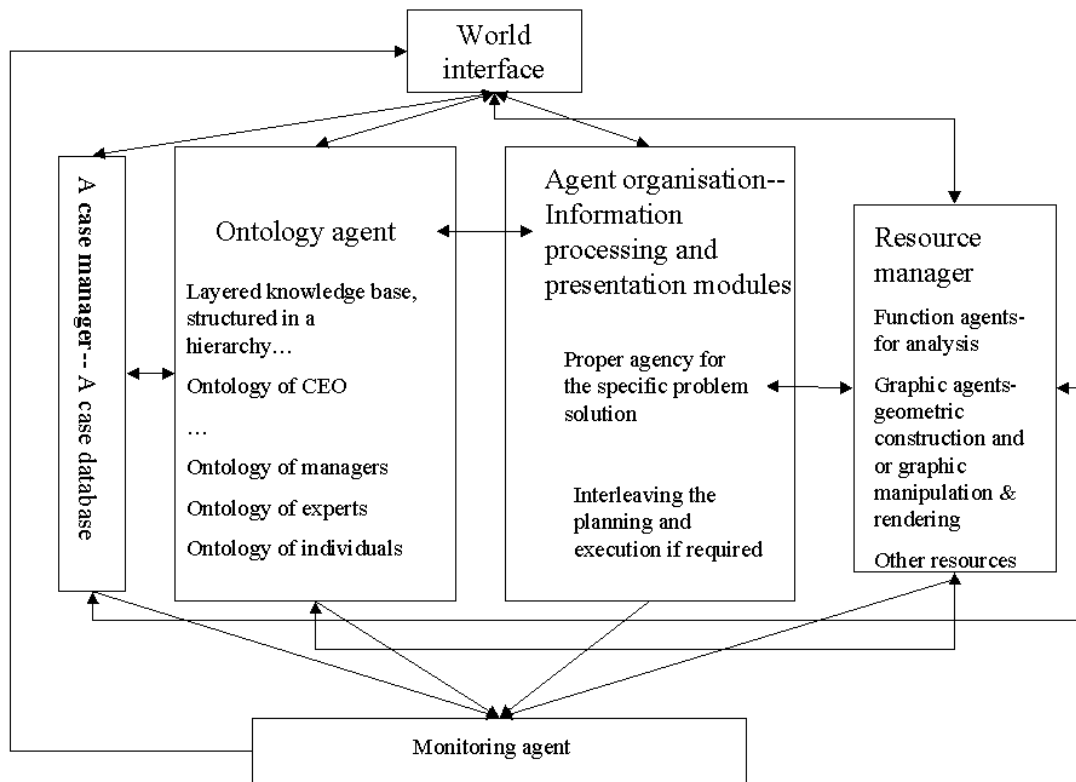 World
interface
A case manager-- A case database
Ontology agent
Layered knowledge base,
structured in a
hierarchy…
Ontology of CEO
…
Ontology of managers
Ontology of experts
Ontology of individuals
Agent organisation--
Information
processing and
presentation modules
Proper agency for
the specific problem
solution
Interleaving the
planning and
execution if required
Resource
manager
Function agents-
for analysis
Graphic agents-
geometric
construction and
or graphic
manipulation &
rendering
Other resources
Monitoring agent